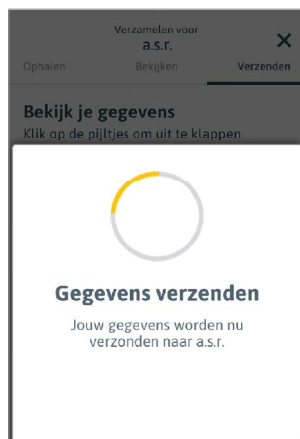 Verzamelen voor
a.s.r.
Ophalen Bekijken Verzenden
Bekijk je gegevens
Klik op de pijltjes om uit te klappen
Gegevens verzenden
Jouw gegevens worden nu
verzonden naar a.s.r.